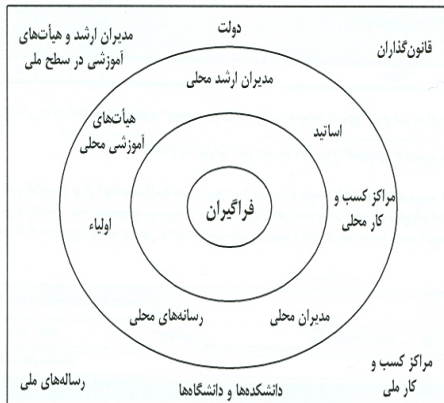 دولت
قانون‌گذاران
مدیران ارشد و هیأت‌های
آموزشی در سطح ملی
مدیران ارشد محلی
اساتید
هیأت‌های
آموزشی محلی
مراکز کسب و
کار محلی
فراگیران
اولیاء
مدیران محلی
رسانه‌های محلی
مراکز کسب و
کار ملی
دانشکده‌ها و دانشگاه‌ها
رساله‌های ملی